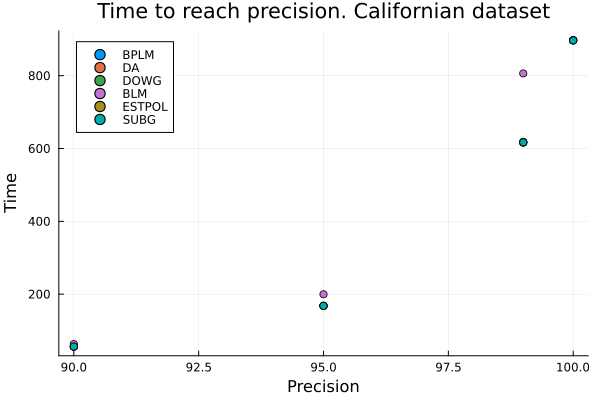 Time to reach precision. Californian dataset
BPLM
DA
DOWG
BLM
ESTPOL
SUBG
Time
800
600
400
200
90.0 92.5 95.0 97.5 100.0
Precision